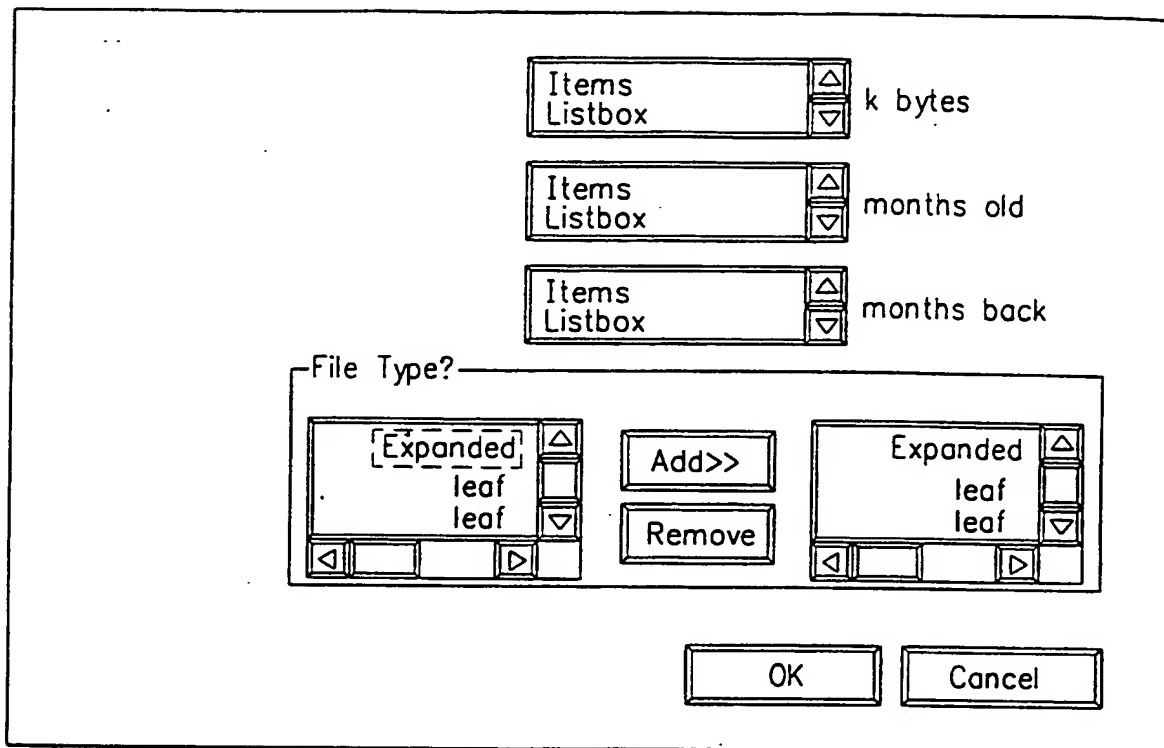 Items
Listbox
k bytes
Items
Listbox
months old
Items
Listbox
months back
File Type?
Expanded
leaf
leaf
Add>>
Remove
Expanded
leaf
leaf
OK
Cancel